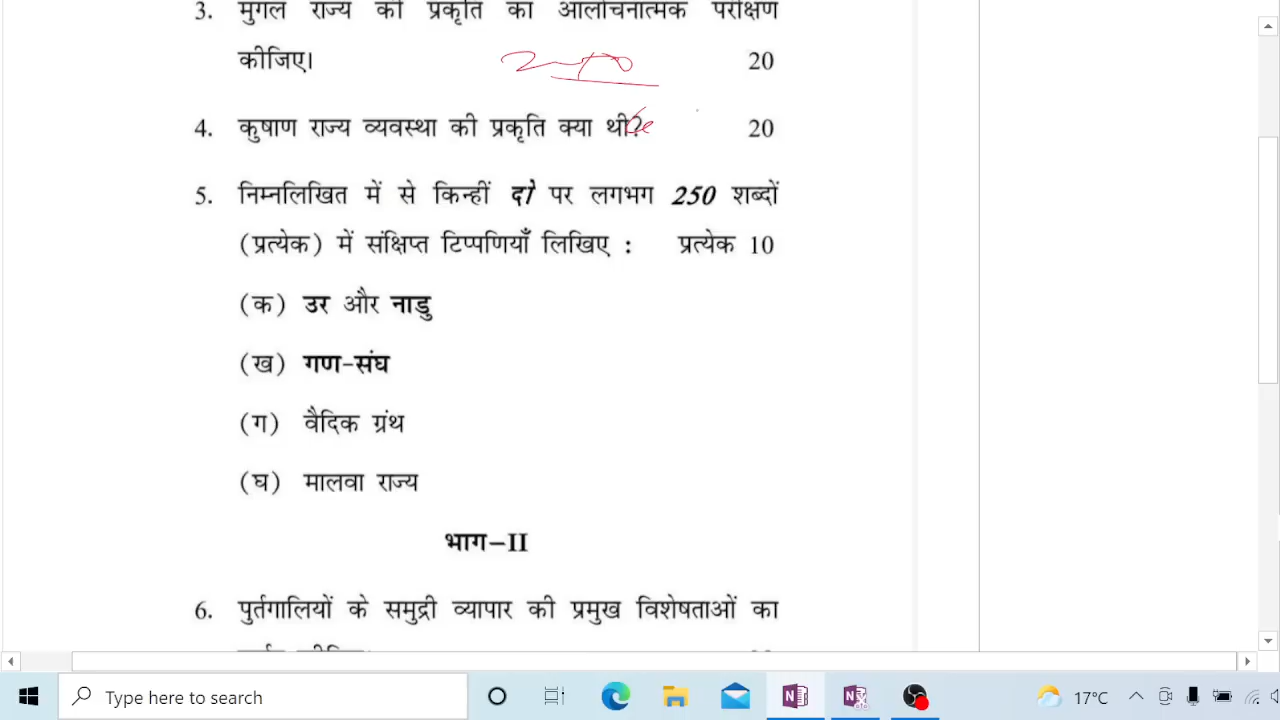 3. मुगल राज्य की प्रकृति का आलोचनात्मक परीक्षण
कीजिए। 20
4. कुषाण राज्य व्यवस्था की प्रकृति क्या थी? 20
5. निम्नलिखित में से किन्हीं दो पर लगभग 250 शब्दों
(प्रत्येक) में संक्षिप्त टिप्पणियाँ लिखिए : प्रत्येक 10
(क) उर और नाडु
(ख) गण-संघ
(ग) वैदिक ग्रंथ
(घ) मालवा राज्य
भाग-II
6. पुर्तगालियों के समुद्री व्यापार की प्रमुख विशेषताओं का
Type here to search
17°C